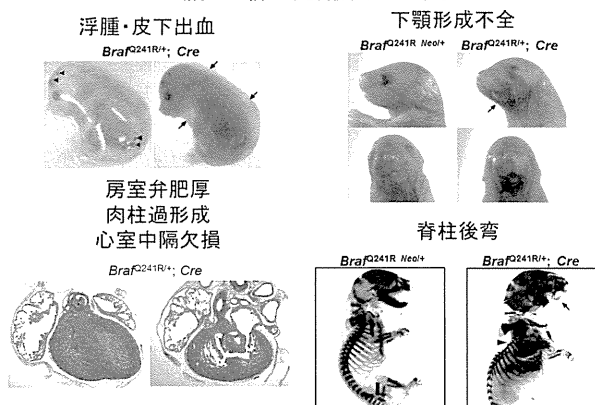 浮腫・皮下出血
Braf^Q241R/+; Cre
下顎形成不全
Braf^Q241R Neo/+
Braf^Q241R/+; Cre
房室弁肥厚
肉柱過形成
心室中隔欠損
Braf^Q241R/+; Cre
脊柱後弯
Braf^Q241R Neo/+
Braf^Q241R/+; Cre